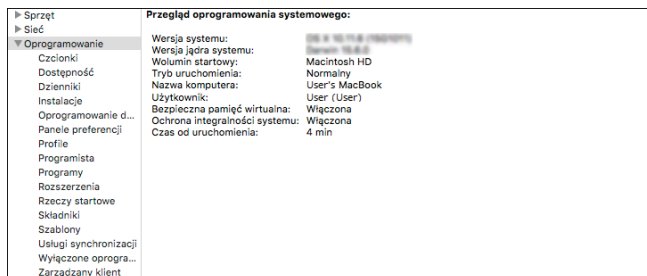 Sprzęt
Sieć
Oprogramowanie
Czcionki
Dostępność
Dzienniki
Instalacje
Oprogramowanie d...
Panele preferencji
Profile
Programista
Programy
Rozszerzenia
Rzeczy startowe
Składniki
Szablony
Usługi synchronizacji
Wyłączone oprogra...
Zarządzany klient
Przegląd oprogramowania systemowego:
Wersja systemu:
Wersja jądra systemu:
Wolumin startowy: Macintosh HD
Tryb uruchomienia: Normalny
Nazwa komputera: User's MacBook
Użytkownik: User (User)
Bezpieczna pamięć wirtualna: Włączona
Ochrona integralności systemu: Włączona
Czas od uruchomienia: 4 min